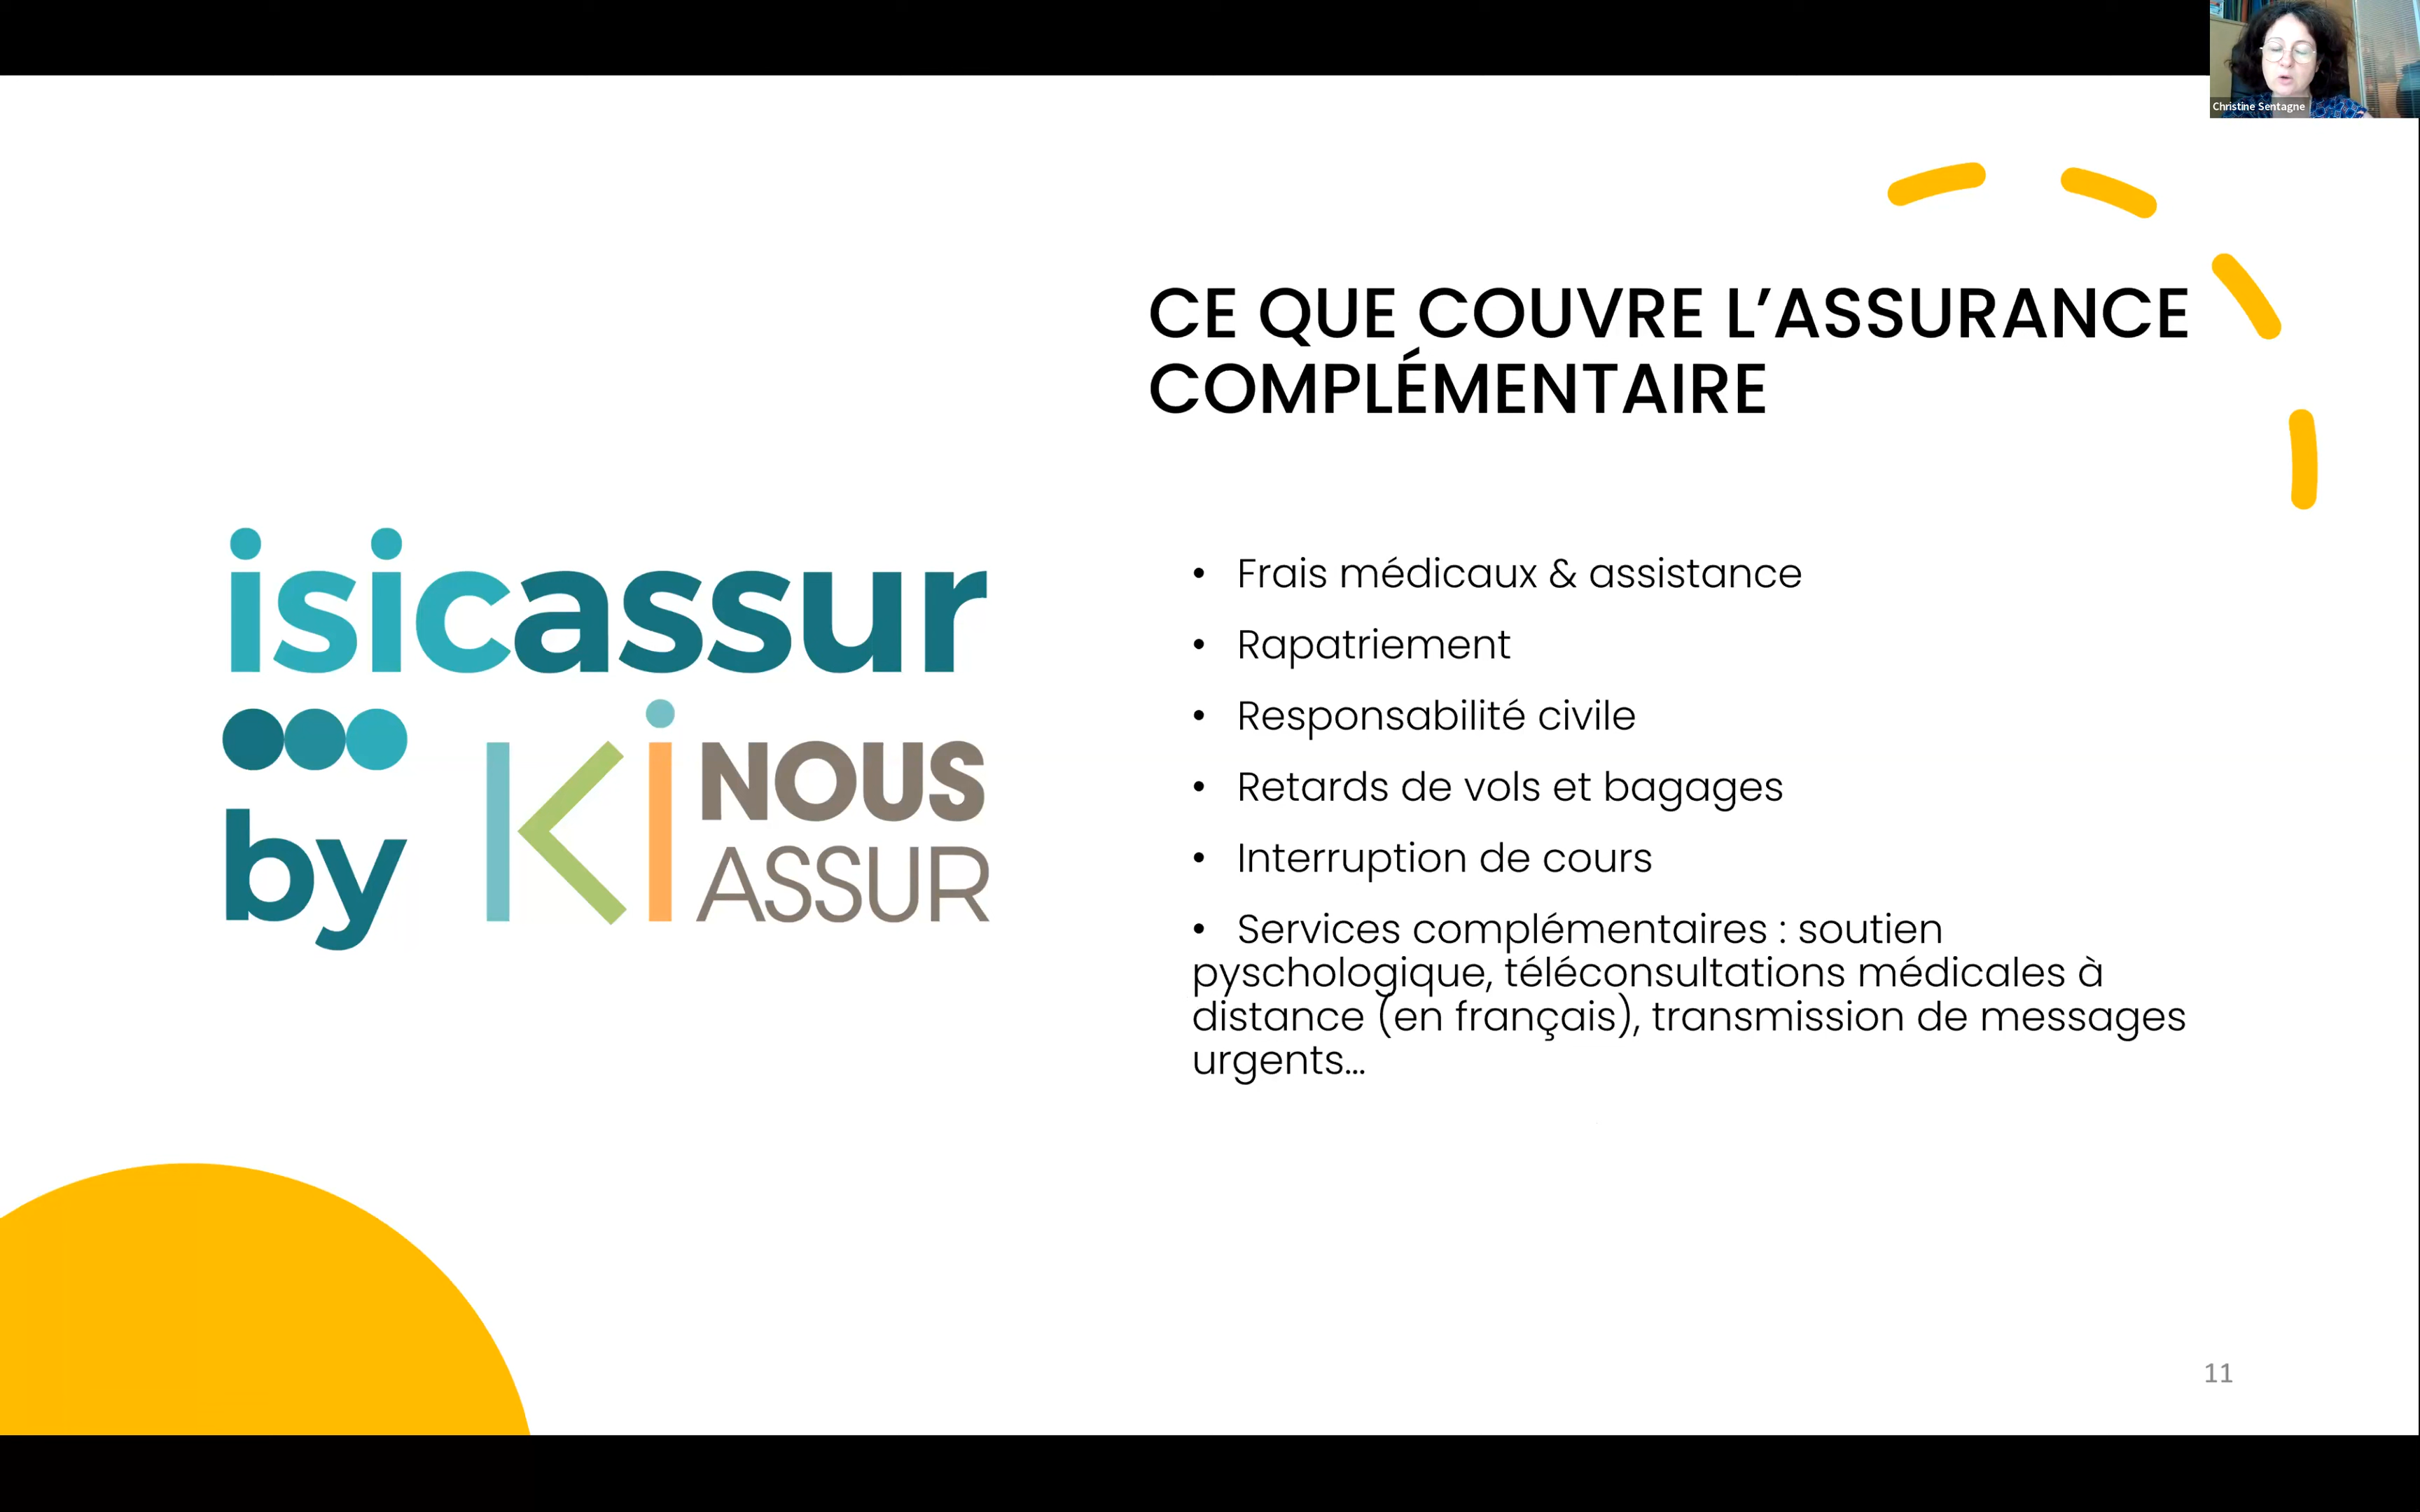 Christine Sentagne
CE QUE COUVRE L’ASSURANCE
COMPLÉMENTAIRE
isicassur
by Ki NOUS
ASSUR
• Frais médicaux & assistance
• Rapatriement
• Responsabilité civile
• Retards de vols et bagages
• Interruption de cours
• Services complémentaires : soutien
pyschologique, téléconsultations médicales à
distance (en français), transmission de messages
urgents...
11